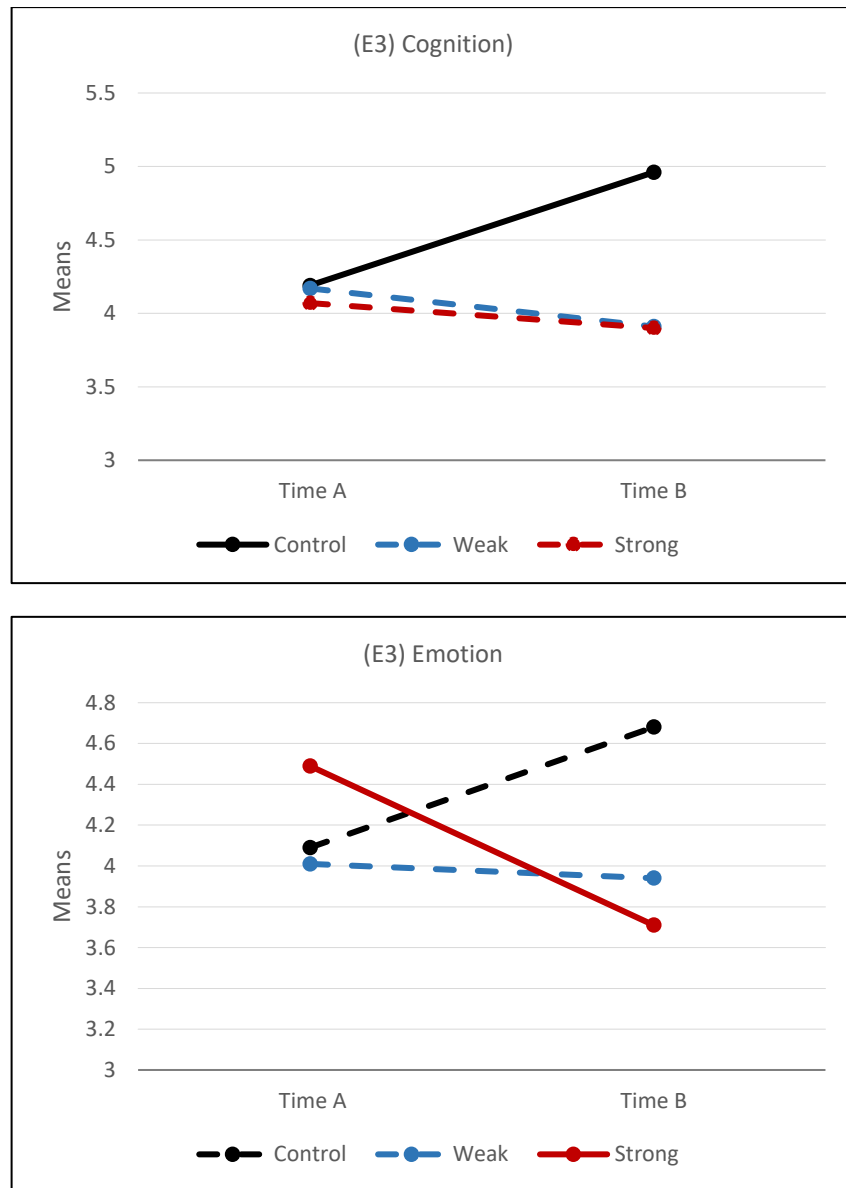 (E3) Cognition)
5.5
5
4.5
4
3.5
3
Means
Time A Time B
Control Weak Strong
(E3) Emotion
4.8
4.6
4.4
4.2
4
3.8
3.6
3.4
3.2
3
Means
Time A Time B
Control Weak Strong